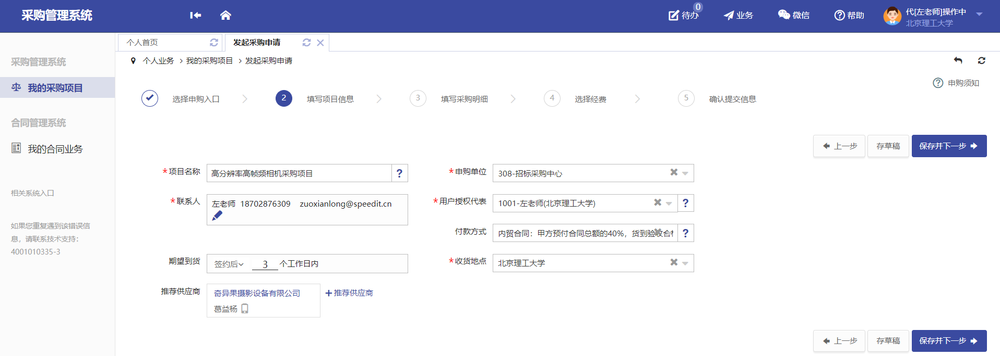 采购管理系统
待办
0
业务
微信
帮助
代[左老师]操作中
北京理工大学
个人首页
发起采购申请
个人业务 > 我的采购项目 > 发起采购申请
申购须知
采购管理系统
我的采购项目
合同管理系统
我的合同业务
相关系统入口
如果您重复遇到该错误信
息，请联系技术支持：
4001010335-3
选择申购入口
2 填写项目信息
3 填写采购明细
4 选择经费
5 确认提交信息
上一步
存草稿
保存并下一步
*项目名称 高分辨率高帧频相机采购项目 ?
*申购单位 308-招标采购中心
*联系人 左老师 18702876309 zuoxianlong@speedit.cn
*用户授权代表 1001-左老师(北京理工大学) ?
付款方式 内贸合同：甲方预付合同总额的40%，货到验收合 ?
期望到货 签约后 3 个工作日内
*收货地点 北京理工大学
推荐供应商 奇异果摄影设备有限公司 +推荐供应商
葛益杨
上一步
存草稿
保存并下一步